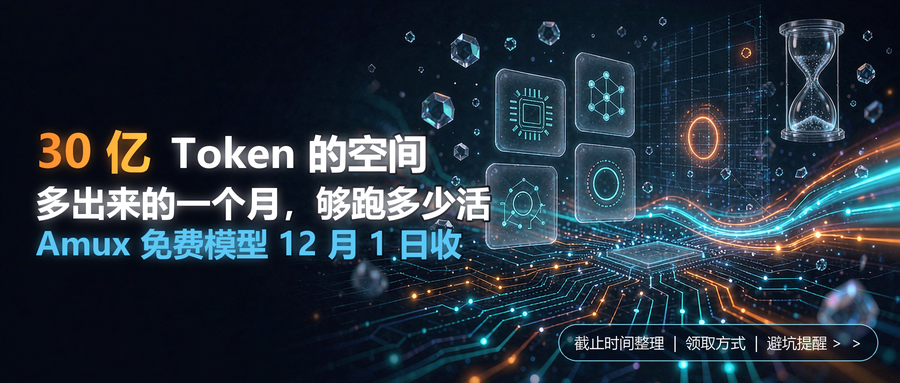 30 亿 Token 的空间
多出来的一个月，够跑多少活
Amux 免费模型 12 月 1 日收
截止时间整理 | 领取方式 | 避坑提醒 > >